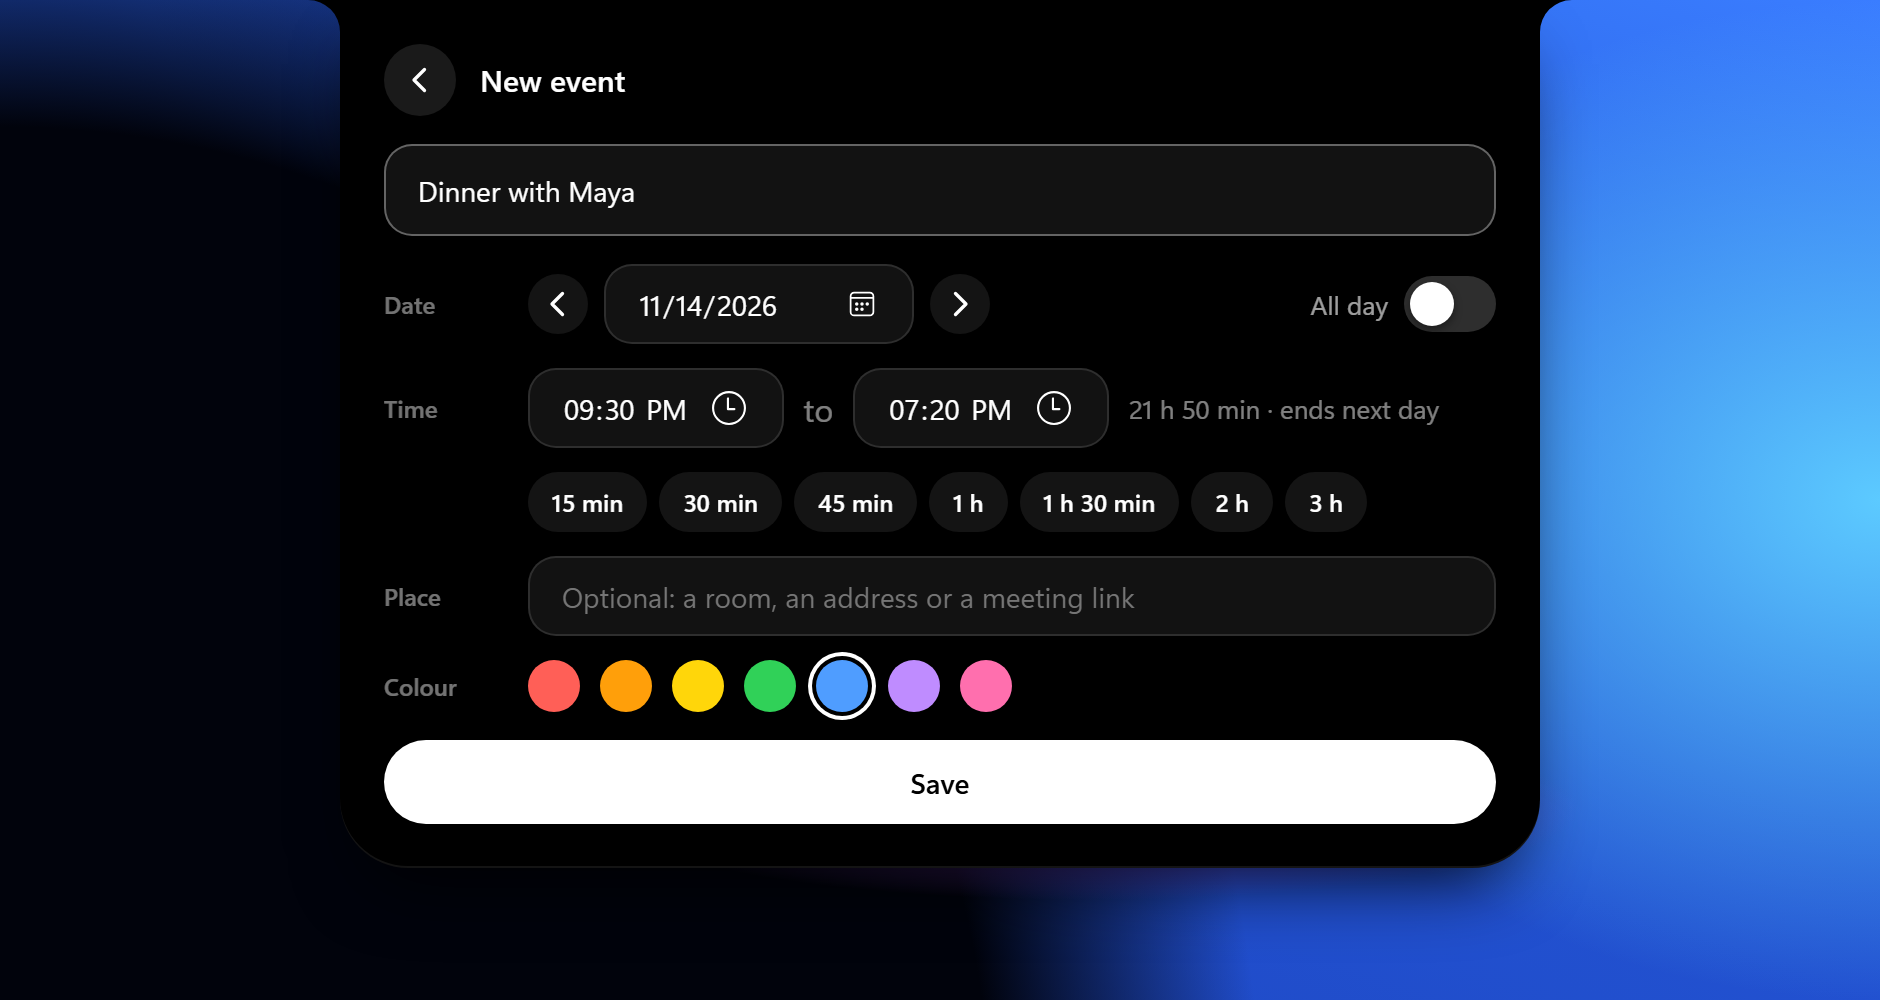 New event
Dinner with Maya
Date 11/14/2026 All day
Time 09:30 PM to 07:20 PM 21 h 50 min · ends next day
15 min 30 min 45 min 1 h 1 h 30 min 2 h 3 h
Place Optional: a room, an address or a meeting link
Colour
Save